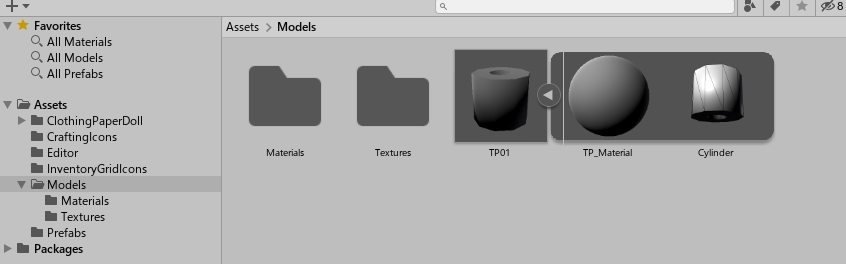 8
Favorites
All Materials
All Models
All Prefabs
Assets
ClothingPaperDoll
CraftingIcons
Editor
InventoryGridIcons
Models
Materials
Textures
Prefabs
Packages
Assets > Models
Materials
Textures
TP01
TP_Material
Cylinder